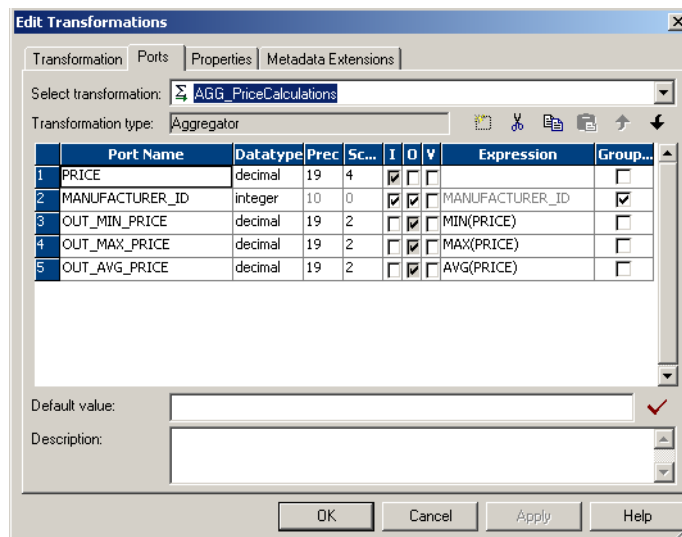 Edit Transformations
Transformation Ports Properties Metadata Extensions
Select transformation: AGG_PriceCalculations
Transformation type: Aggregator
Port Name Datatype Prec Sc... I O V Expression Group...
1 PRICE decimal 19 4
2 MANUFACTURER_ID integer 10 0 MANUFACTURER_ID
3 OUT_MIN_PRICE decimal 19 2 MIN(PRICE)
4 OUT_MAX_PRICE decimal 19 2 MAX(PRICE)
5 OUT_AVG_PRICE decimal 19 2 AVG(PRICE)
Default value:
Description:
OK Cancel Apply Help